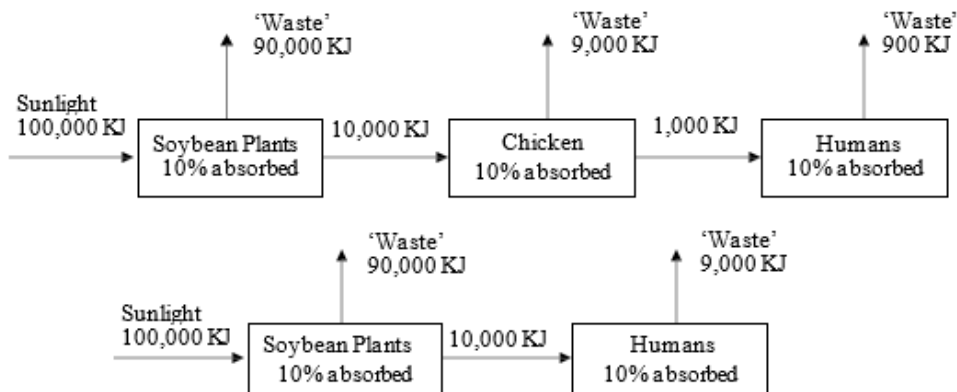 ‘Waste’
90,000 KJ
‘Waste’
9,000 KJ
‘Waste’
900 KJ
Sunlight
100,000 KJ
Soybean Plants
10% absorbed
10,000 KJ
Chicken
10% absorbed
1,000 KJ
Humans
10% absorbed
‘Waste’
90,000 KJ
‘Waste’
9,000 KJ
Sunlight
100,000 KJ
Soybean Plants
10% absorbed
10,000 KJ
Humans
10% absorbed